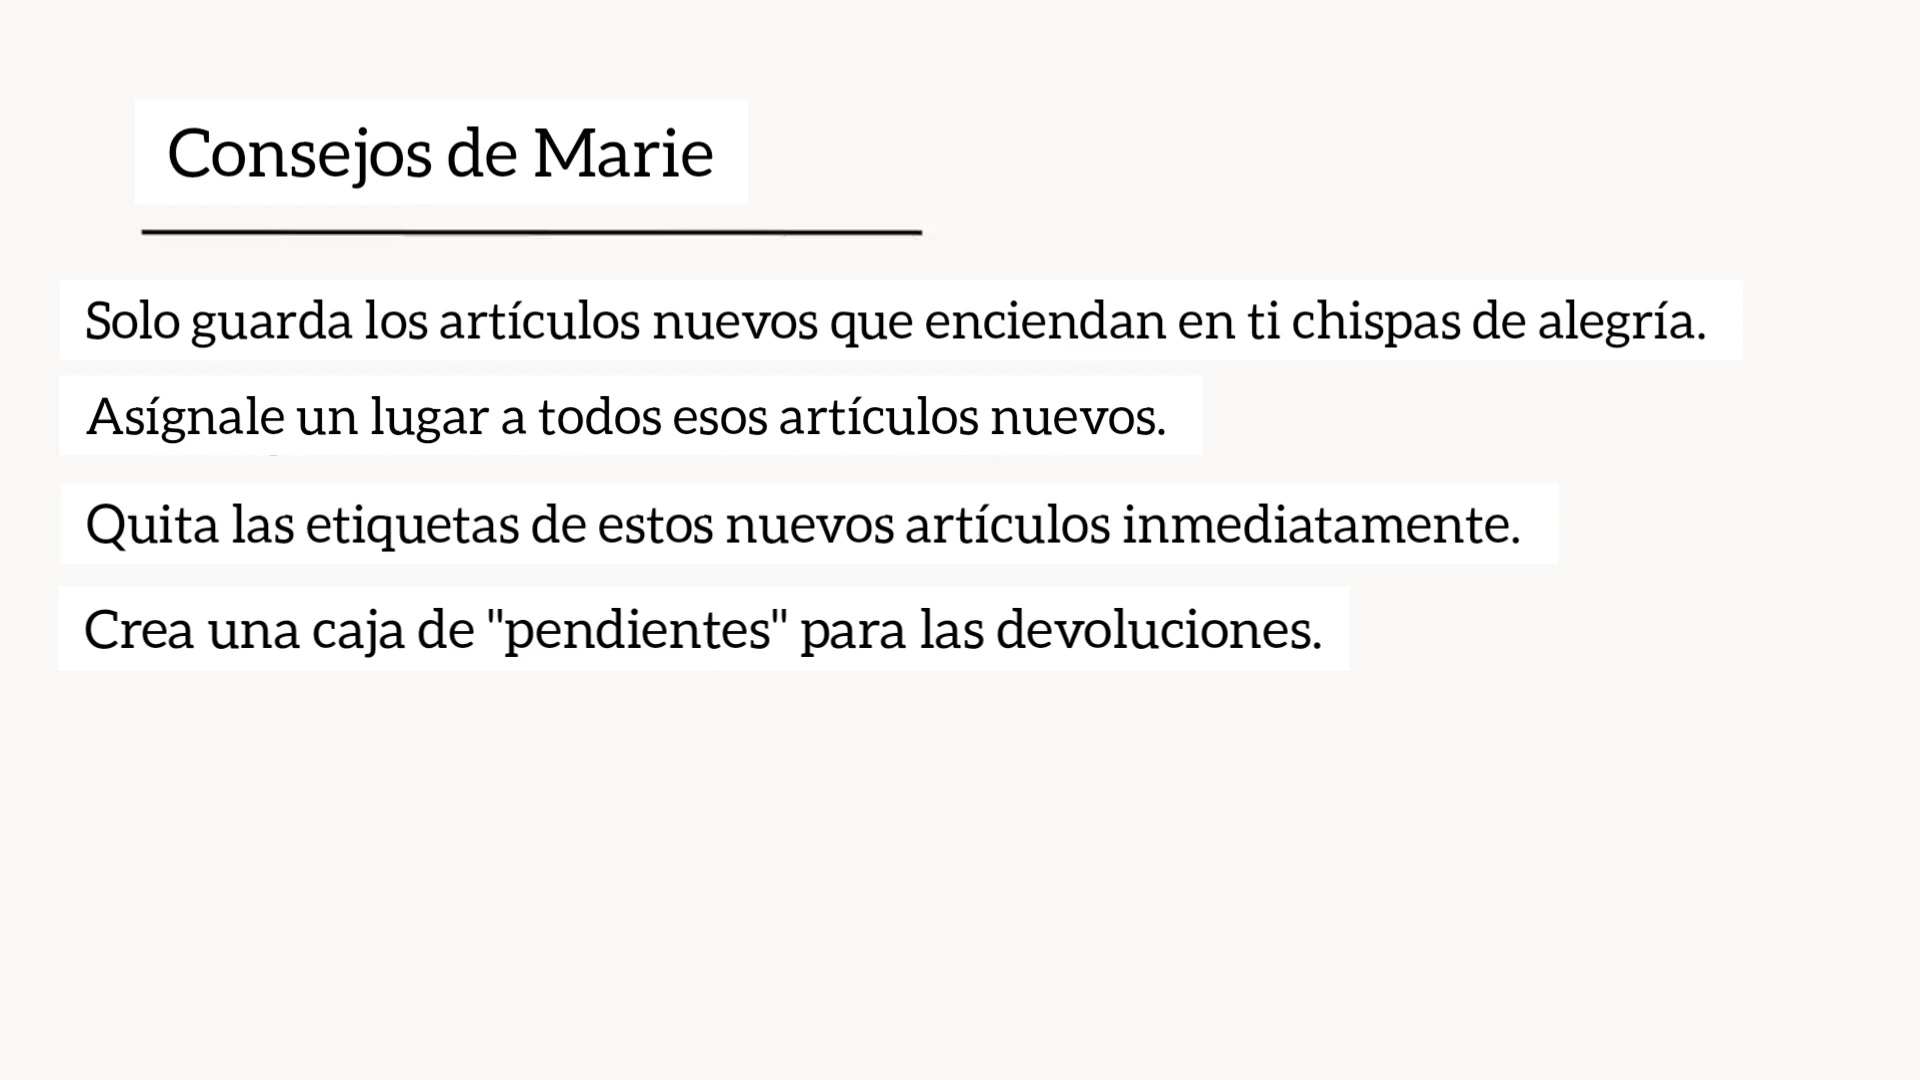 Consejos de Marie
Solo guarda los artículos nuevos que enciendan en ti chispas de alegría.
Asígnale un lugar a todos esos artículos nuevos.
Quita las etiquetas de estos nuevos artículos inmediatamente.
Crea una caja de "pendientes" para las devoluciones.